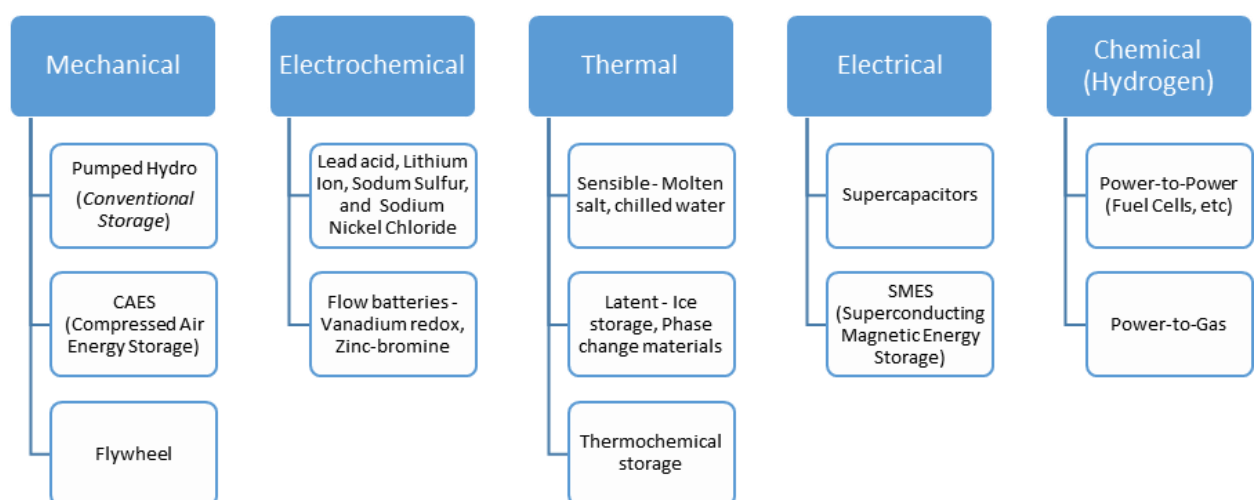 Mechanical
Pumped Hydro
(Conventional
Storage)
CAES
(Compressed Air
Energy Storage)
Flywheel
Electrochemical
Lead acid, Lithium
Ion, Sodum Sulfur,
and Sodium
Nickel Chloride
Flow batteries -
Vanadium redox,
Zinc-bromine
Thermal
Sensible - Molten
salt, chilled water
Latent - Ice
storage, Phase
change materials
Thermochemical
storage
Electrical
Supercapacitors
SMES
(Superconducting
Magnetic Energy
Storage)
Chemical
(Hydrogen)
Power-to-Power
(Fuel Cells, etc)
Power-to-Gas